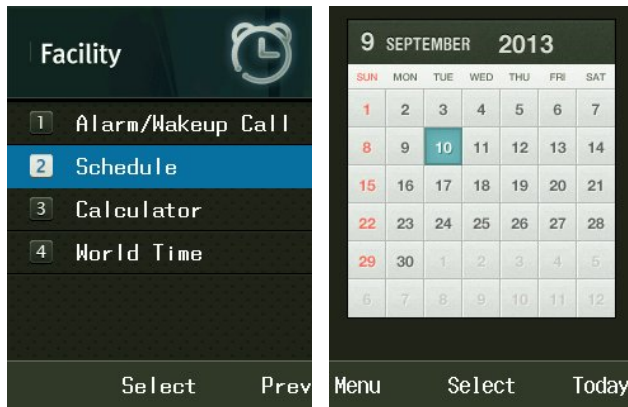 Facility
1 Alarm/Wakeup Call
2 Schedule
3 Calculator
4 World Time
Select Prev
9 SEPTEMBER 2013
SUN MON TUE WED THU FRI SAT
1 2 3 4 5 6 7
8 9 10 11 12 13 14
15 16 17 18 19 20 21
22 23 24 25 26 27 28
29 30 1 2 3 4 5
6 7 8 9 10 11 12
Menu Select Today